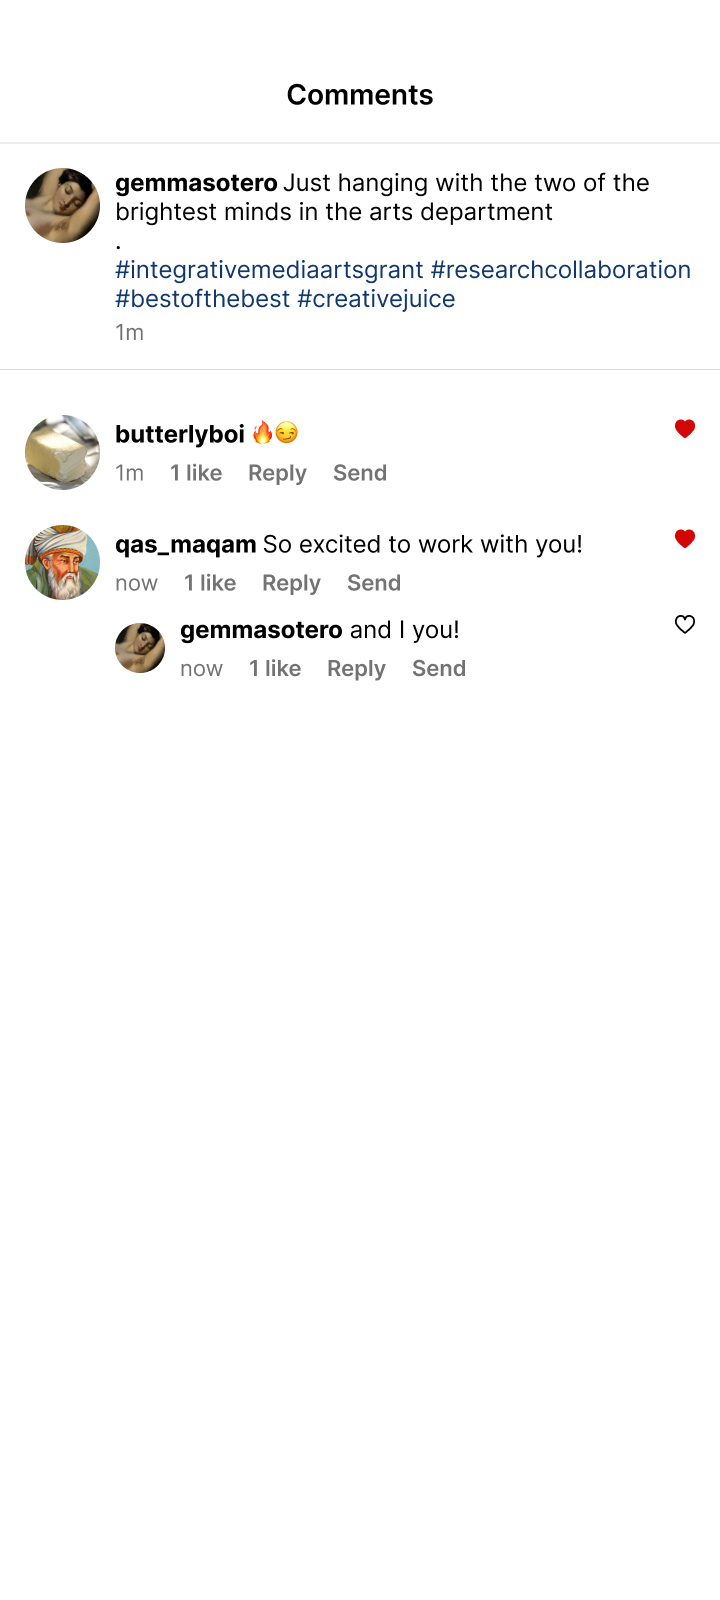 Comments
gemmasotero Just hanging with the two of the
brightest minds in the arts department
.
#integrativemediaartsgrant #researchcollaboration
#bestofthebest #creativejuice
1m
butterlyboi 🔥😏
1m 1 like Reply Send
qas_maqam So excited to work with you!
now 1 like Reply Send
gemmasotero and I you!
now 1 like Reply Send